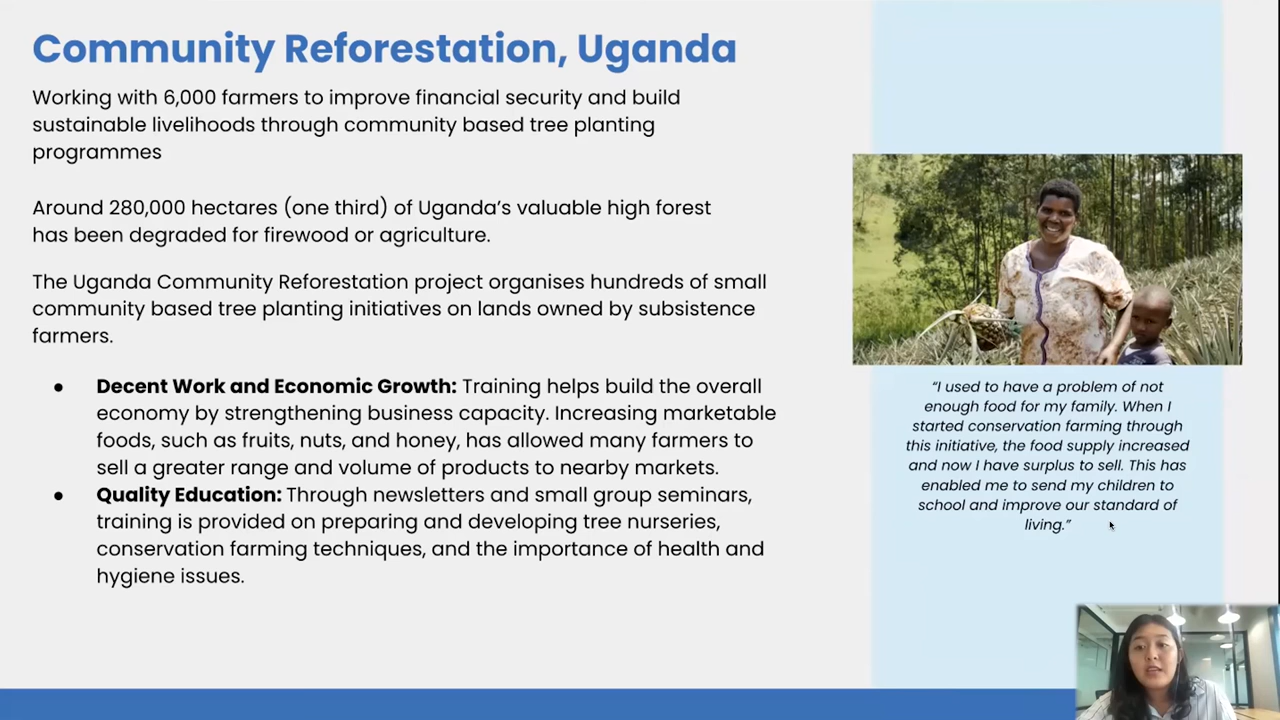 Community Reforestation, Uganda
Working with 6,000 farmers to improve financial security and build
sustainable livelihoods through community based tree planting
programmes
Around 280,000 hectares (one third) of Uganda's valuable high forest
has been degraded for firewood or agriculture.
The Uganda Community Reforestation project organises hundreds of small
community based tree planting initiatives on lands owned by subsistence
farmers.
● Decent Work and Economic Growth: Training helps build the overall
economy by strengthening business capacity. Increasing marketable
foods, such as fruits, nuts, and honey, has allowed many farmers to
sell a greater range and volume of products to nearby markets.
● Quality Education: Through newsletters and small group seminars,
training is provided on preparing and developing tree nurseries,
conservation farming techniques, and the importance of health and
hygiene issues.
“I used to have a problem of not
enough food for my family. When I
started conservation farming through
this initiative, the food supply increased
and now I have surplus to sell. This has
enabled me to send my children to
school and improve our standard of
living.”